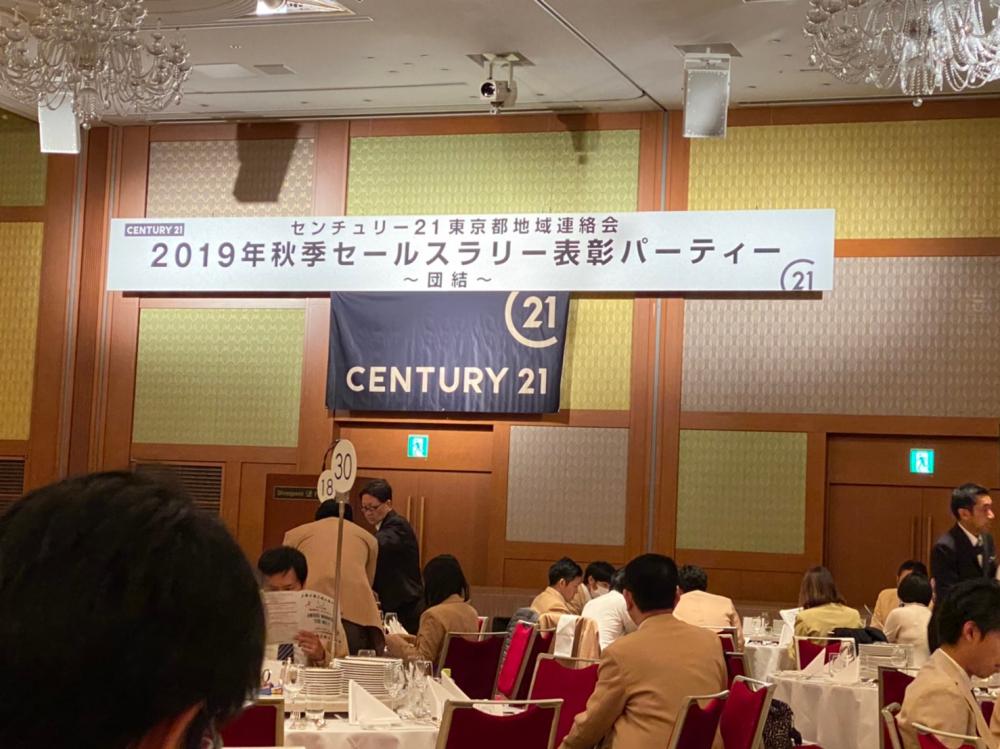 センチュリー21東京都地域連絡会
CENTURY 21
2019年秋季セールスラリー表彰パーティー
～団結～
21
21
CENTURY 21
30
18